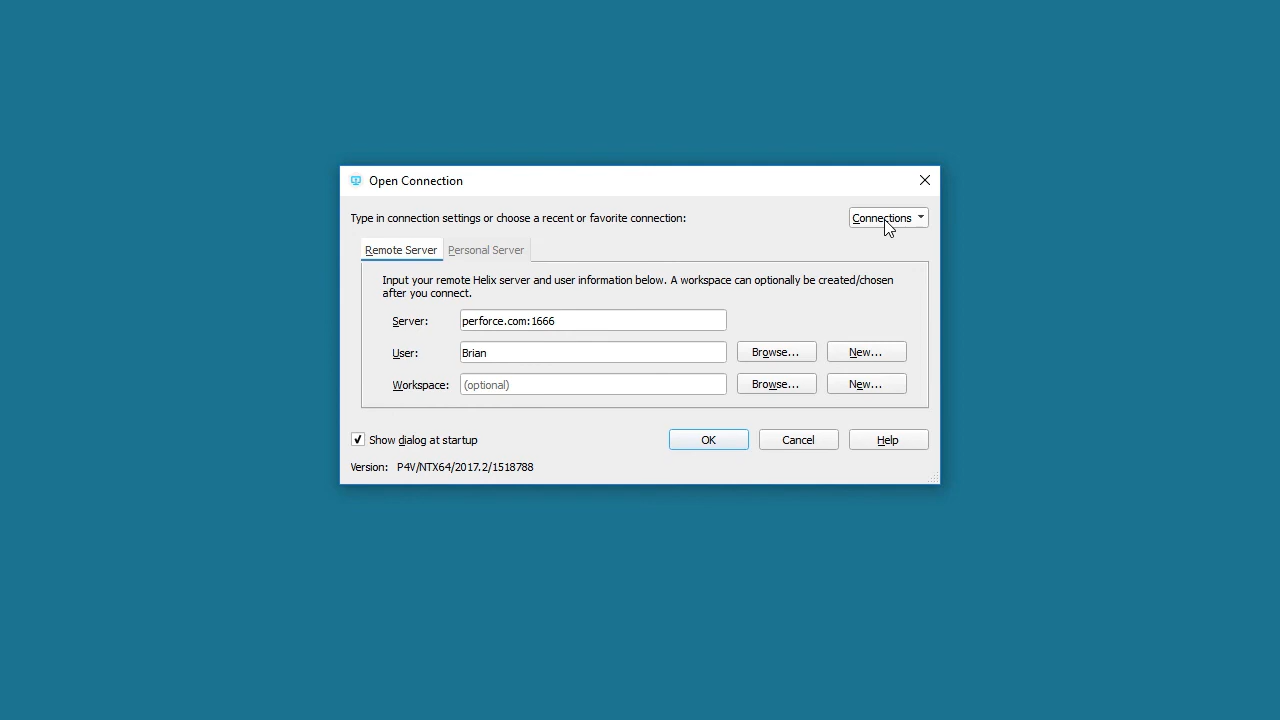 Open Connection
Type in connection settings or choose a recent or favorite connection:
Connections
Remote Server
Personal Server
Input your remote Helix server and user information below. A workspace can optionally be created/chosen
after you connect.
Server: perforce.com:1666
User: Brian Browse... New...
Workspace: (optional) Browse... New...
Show dialog at startup
OK
Cancel
Help
Version: P4V/NTX64/2017.2/1518788